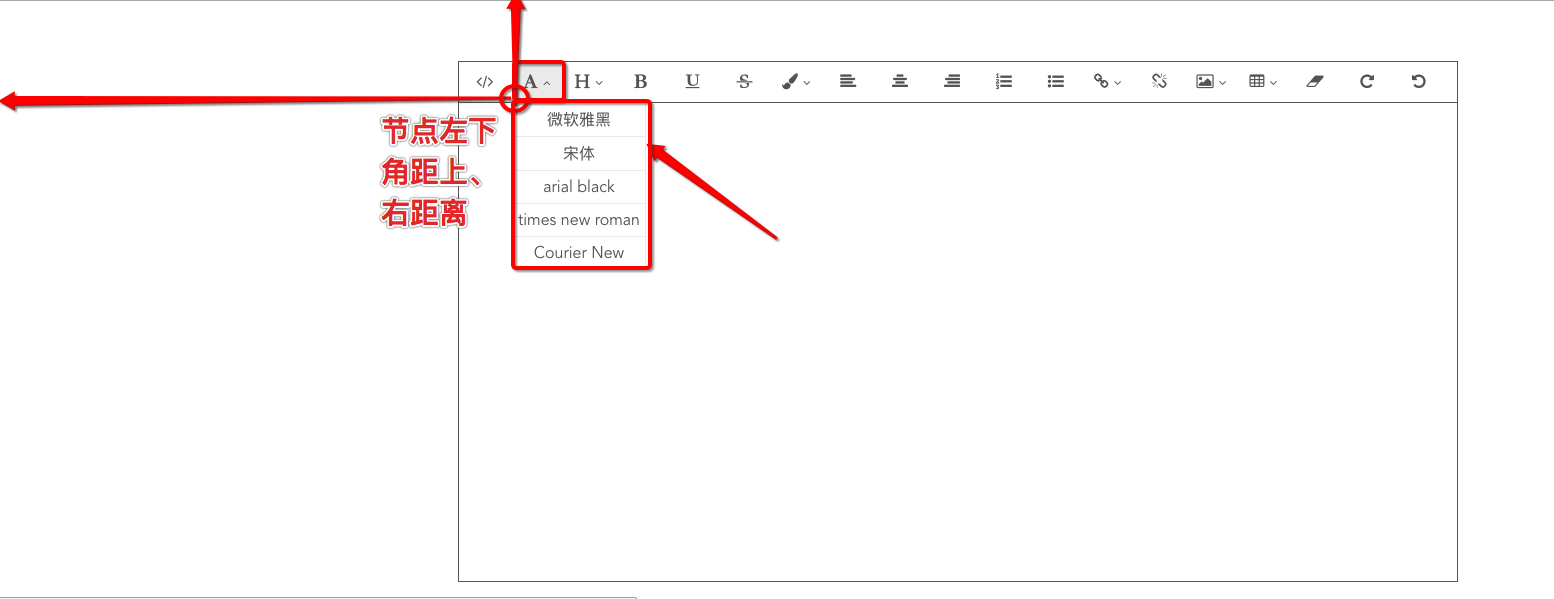 </> A H B U S
节点左下
角距上、
右距离
微软雅黑
宋体
arial black
times new roman
Courier New